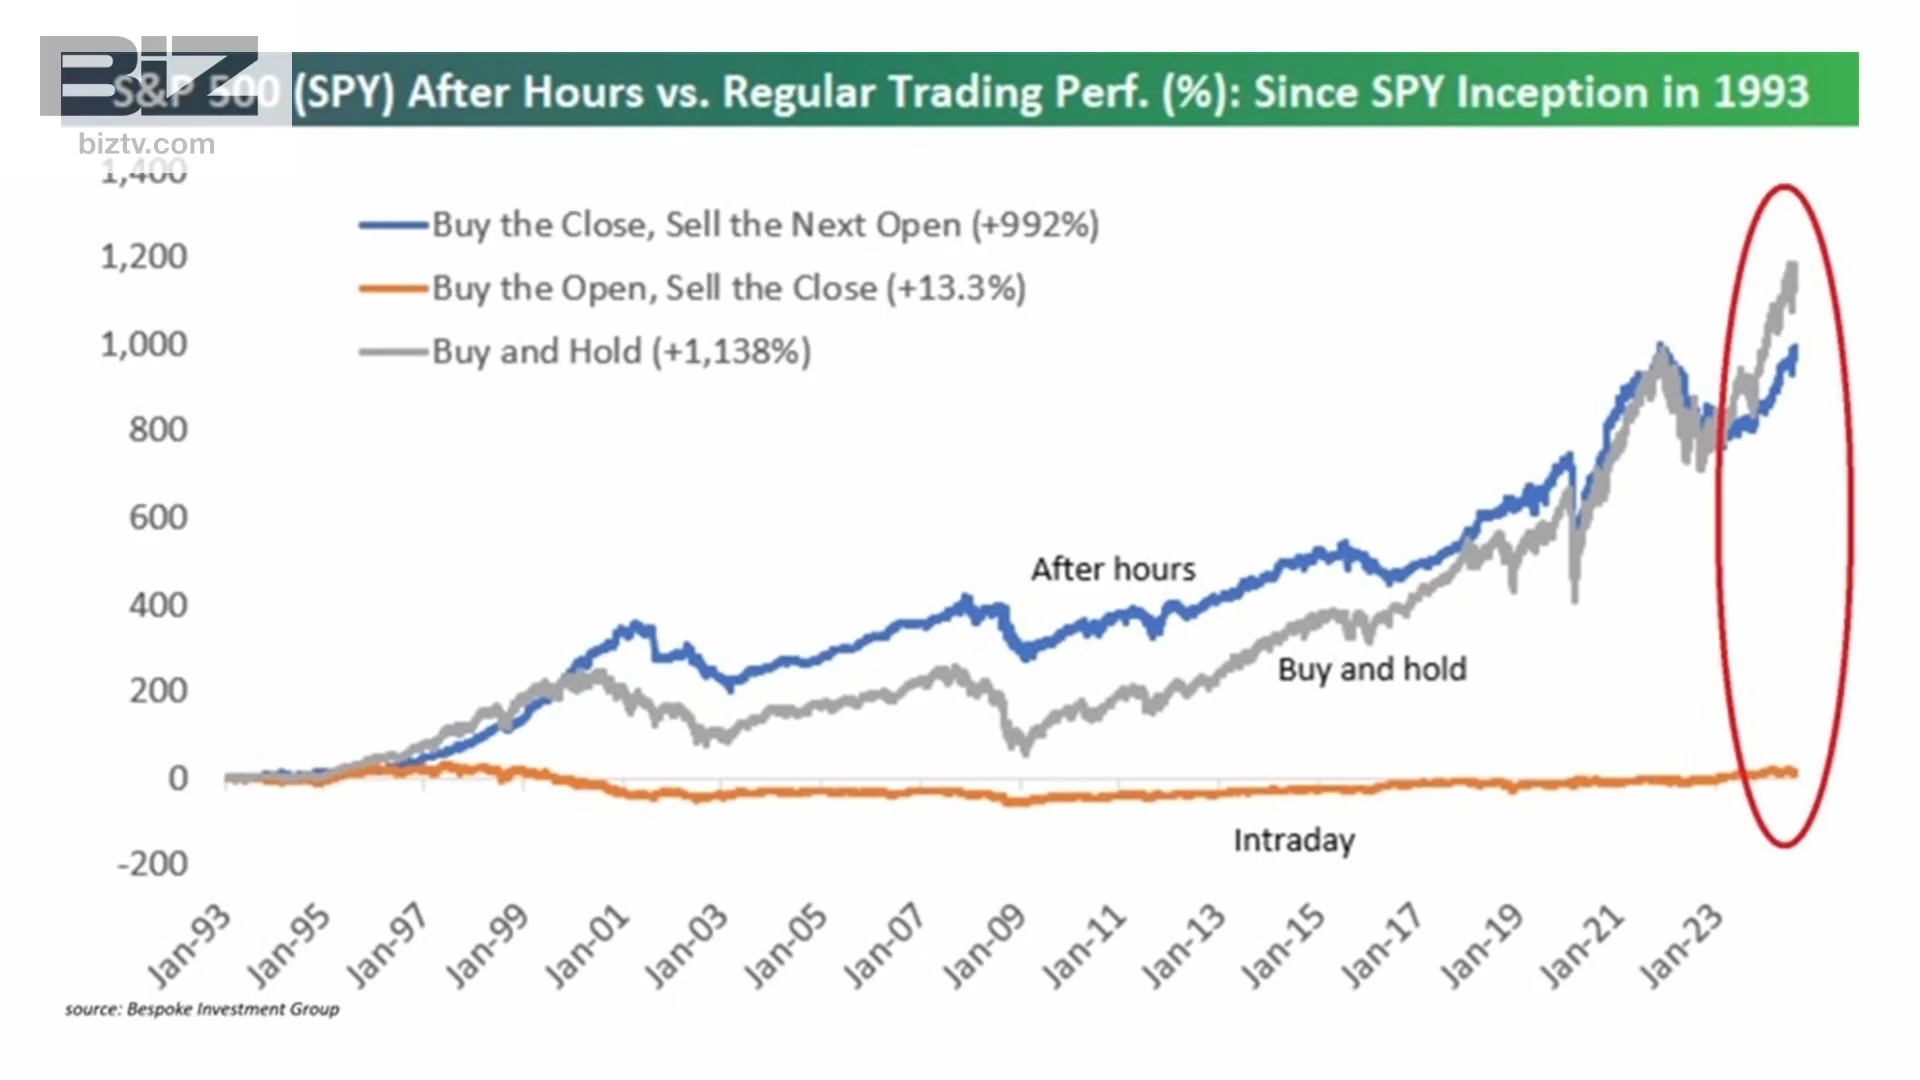 BiZ
biztv.com
S&P 500 (SPY) After Hours vs. Regular Trading Perf. (%): Since SPY Inception in 1993
1,400
1,200
1,000
800
600
400
200
0
-200
Buy the Close, Sell the Next Open (+992%)
Buy the Open, Sell the Close (+13.3%)
Buy and Hold (+1,138%)
After hours
Buy and hold
Intraday
Jan-93
Jan-95
Jan-97
Jan-99
Jan-01
Jan-03
Jan-05
Jan-07
Jan-09
Jan-11
Jan-13
Jan-15
Jan-17
Jan-19
Jan-21
Jan-23
source: Bespoke Investment Group